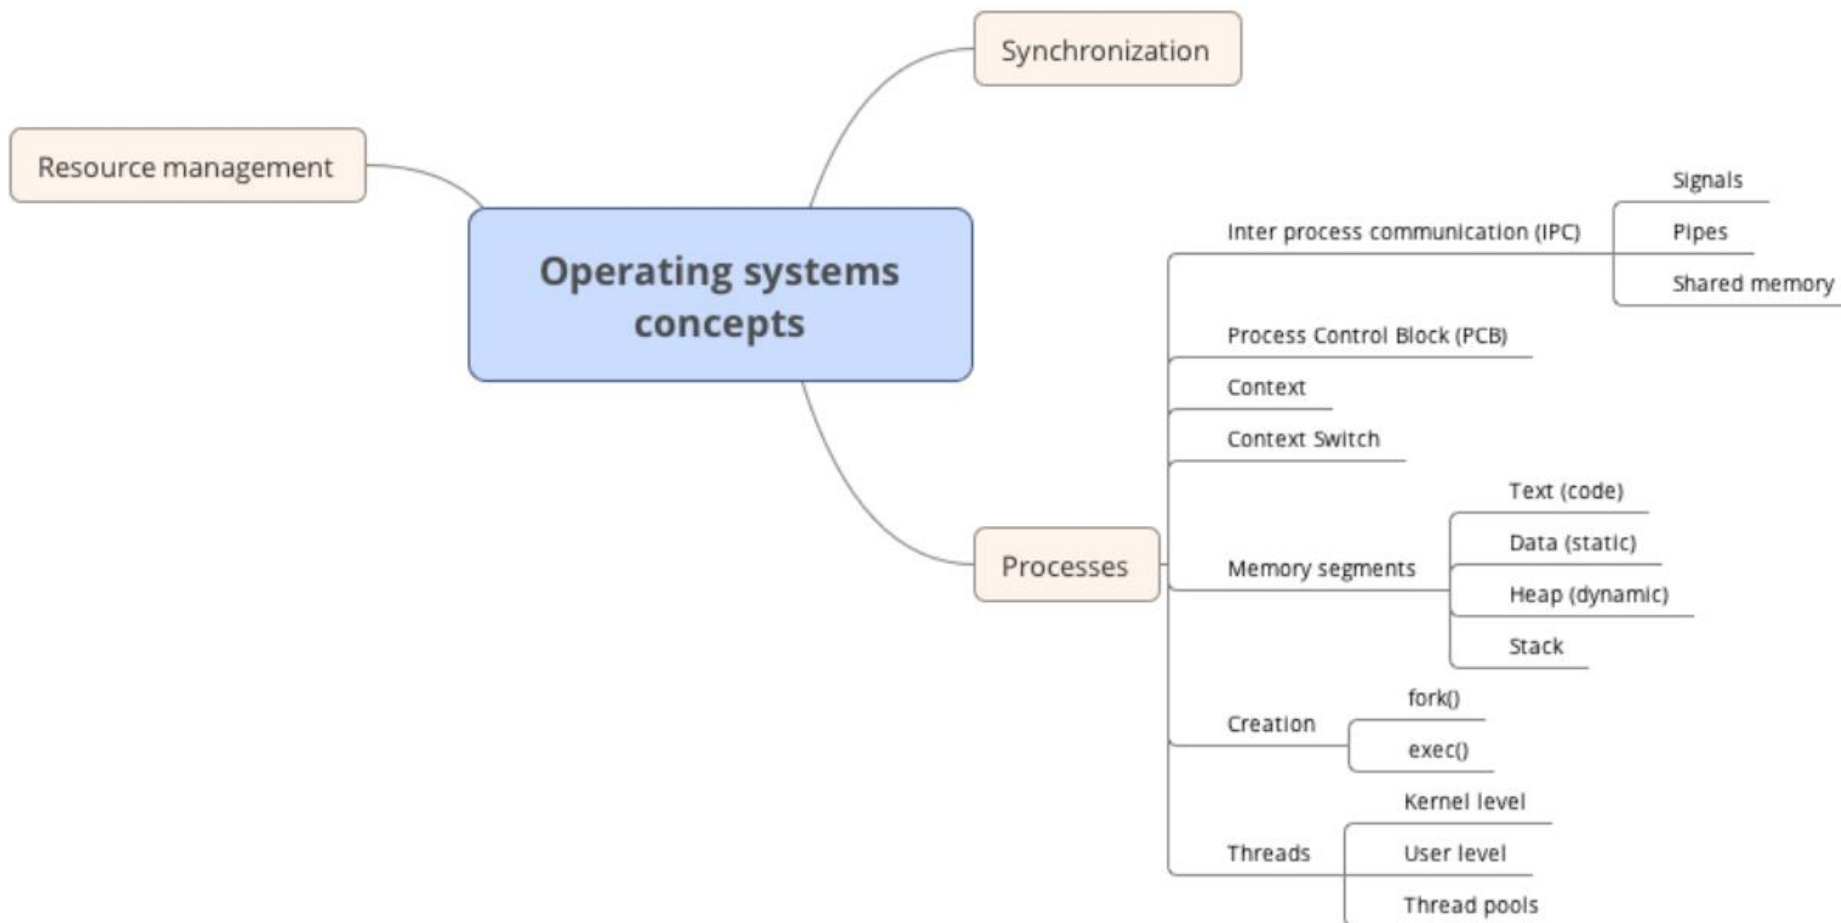 Synchronization
Resource management
Operating systems
concepts
Processes
Inter process communication (IPC)
Signals
Pipes
Shared memory
Process Control Block (PCB)
Context
Context Switch
Memory segments
Text (code)
Data (static)
Heap (dynamic)
Stack
Creation
fork()
exec()
Threads
Kernel level
User level
Thread pools